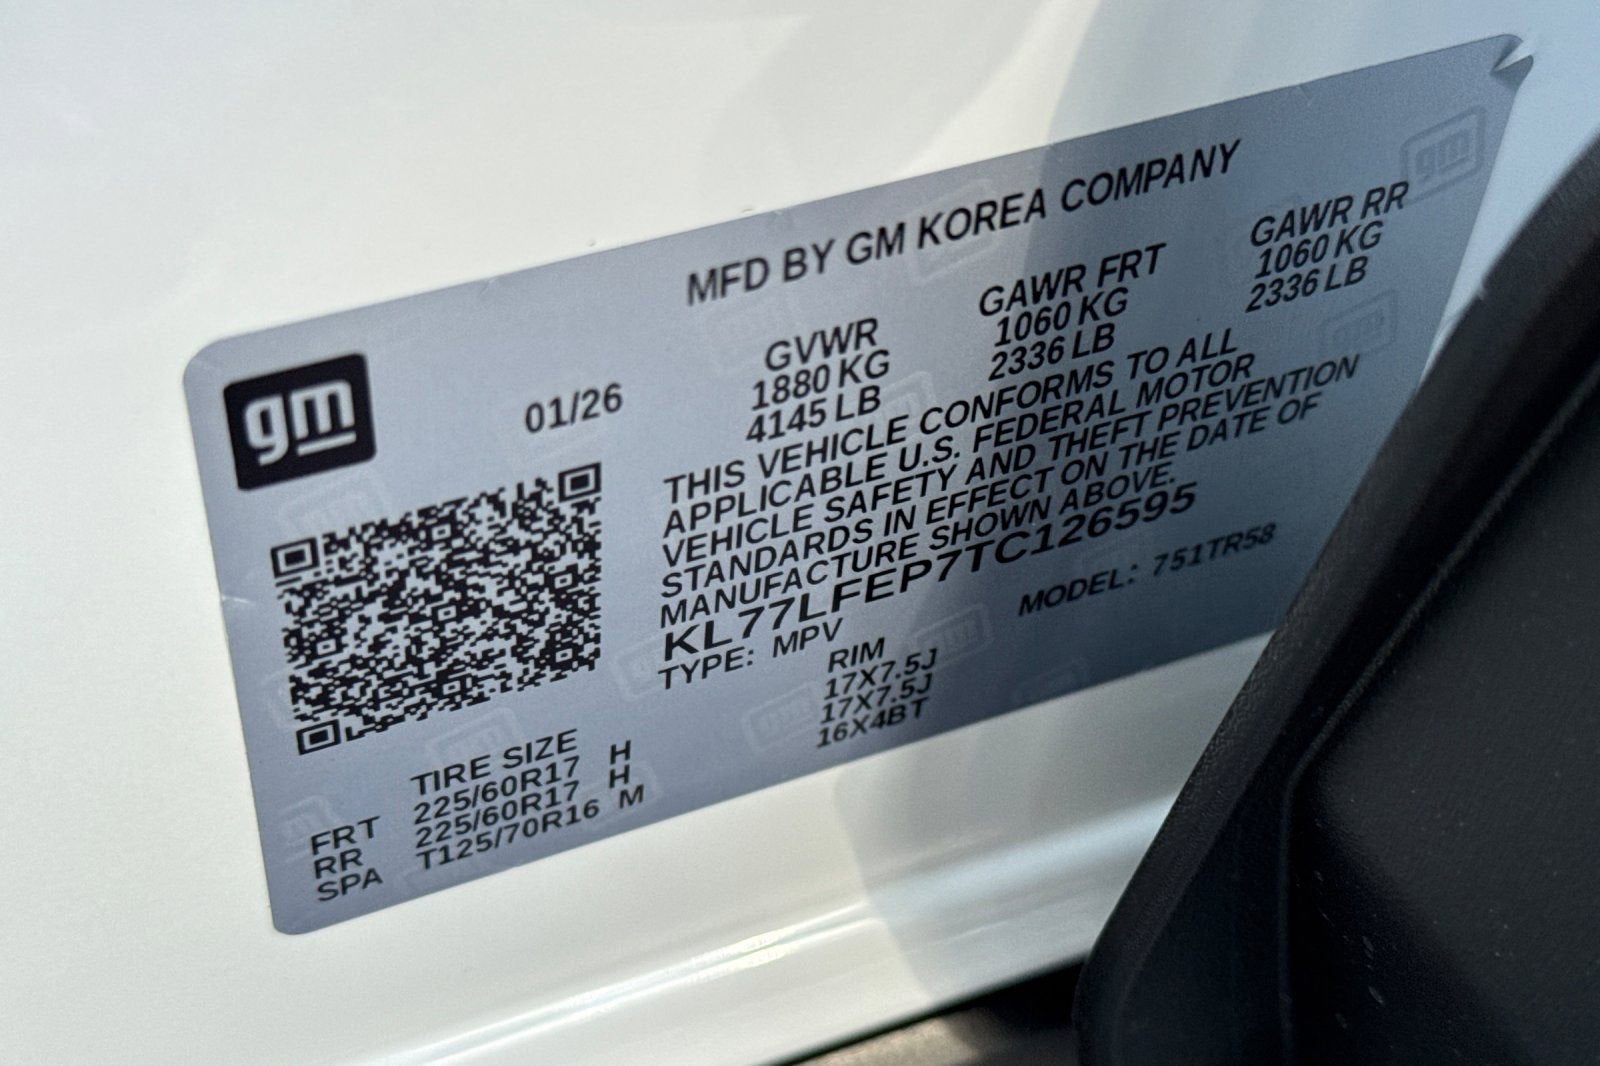 MFD BY GM KOREA COMPANY
gm
01/26
GVWR GAWR FRT GAWR RR
1880 KG 1060 KG 1060 KG
4145 LB 2336 LB 2336 LB
THIS VEHICLE CONFORMS TO ALL
APPLICABLE U.S. FEDERAL MOTOR
VEHICLE SAFETY AND THEFT PREVENTION
STANDARDS IN EFFECT ON THE DATE OF
MANUFACTURE SHOWN ABOVE.
KL77LFEP7TC126595
TYPE: MPV MODEL: 751TR58
TIRE SIZE RIM
FRT 225/60R17 H 17X7.5J
RR 225/60R17 H 17X7.5J
SPA T125/70R16 M 16X4BT